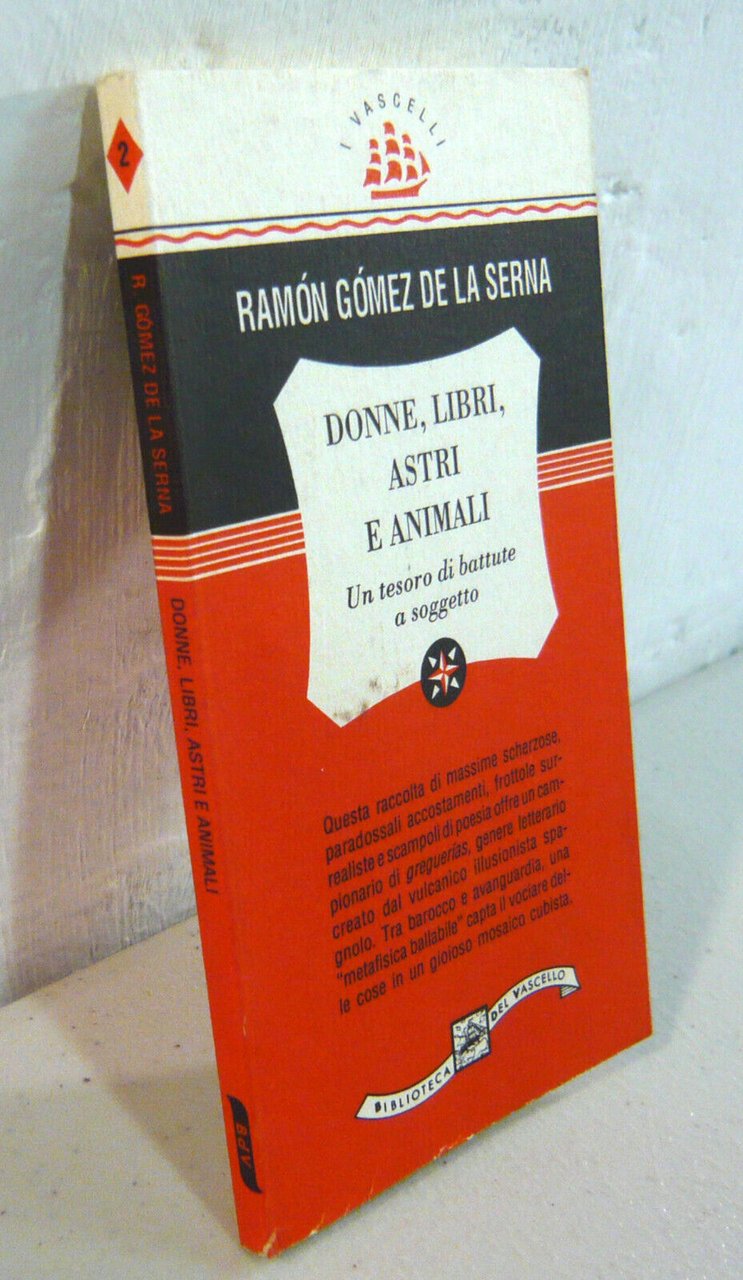 I VASCELLI
2
RAMÓN GÓMEZ DE LA SERNA
DONNE, LIBRI,
ASTRI
E ANIMALI
Un tesoro di battute
a soggetto
Questa raccolta di massime scherzose,
paradossali accostamenti, frottole sur-
realiste e scampoli di poesia offre un cam-
pionario di greguerías, genere letterario
creato dal vulcanico illusionista spa-
gnolo. Tra barocco e avanguardia, una
"metafisica ballabile" capta il vociare del-
le cose in un gioioso mosaico cubista.
BIBLIOTECA DEL VASCELLO
R. GÓMEZ DE LA SERNA
DONNE, LIBRI, ASTRI E ANIMALI
BdV